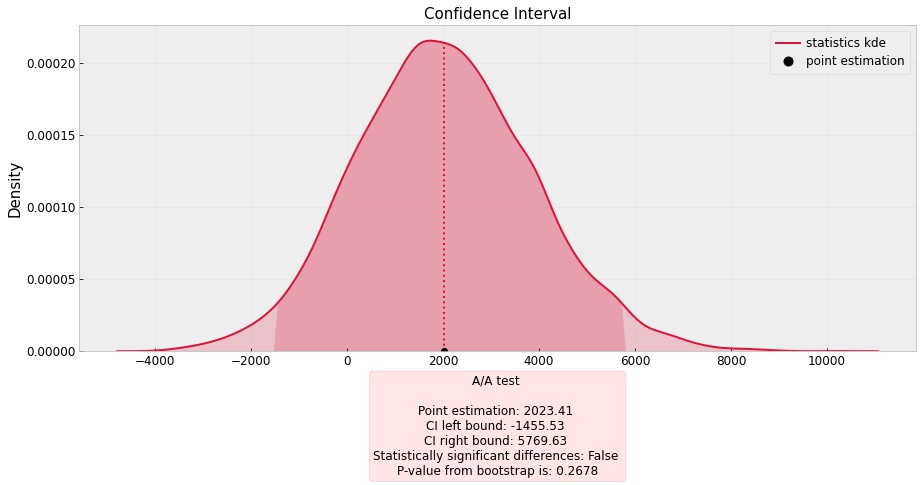 Confidence Interval
statistics kde
point estimation
Density
0.00020
0.00015
0.00010
0.00005
0.00000
−4000 −2000 0 2000 4000 6000 8000 10000
A/A test
Point estimation: 2023.41
CI left bound: -1455.53
CI right bound: 5769.63
Statistically significant differences: False
P-value from bootstrap is: 0.2678